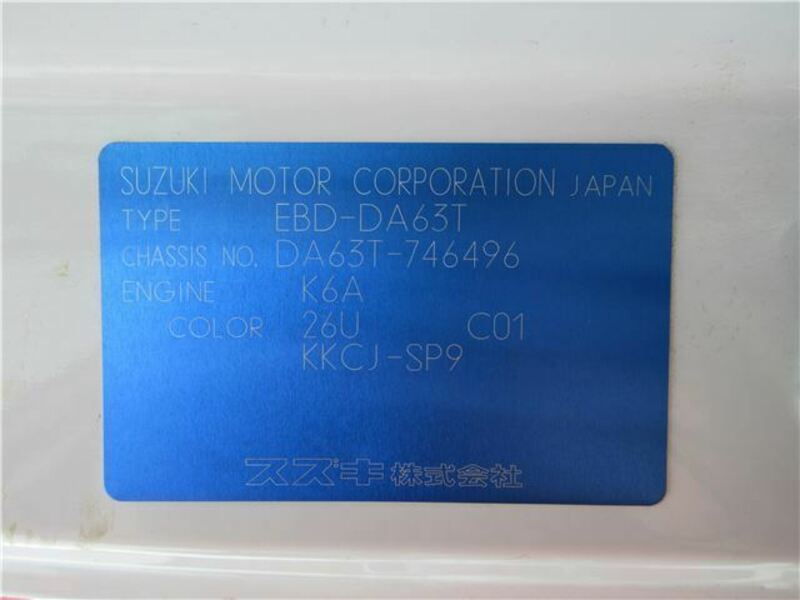 SUZUKI MOTOR CORPORATION JAPAN
TYPE EBD-DA63T
CHASSIS NO. DA63T-746496
ENGINE K6A
COLOR 26U C01
KKCJ-SP9
スズキ株式会社